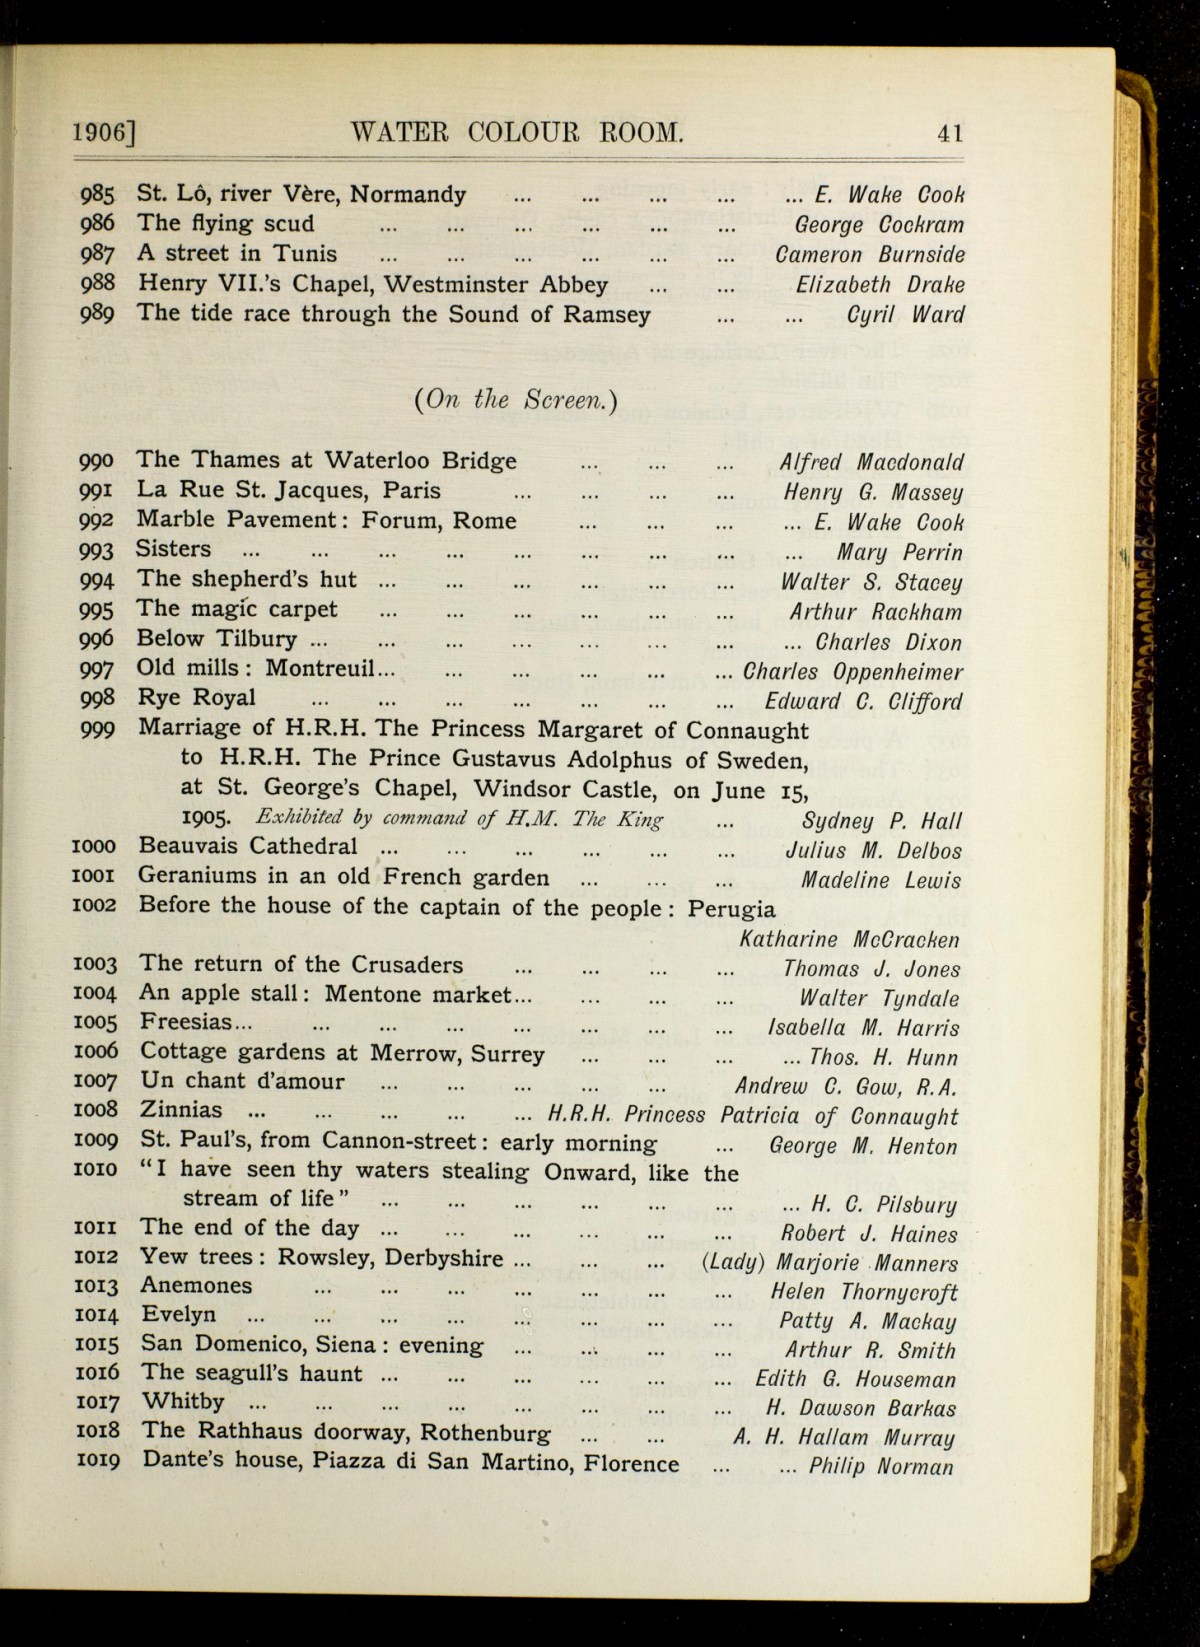 1906] WATER COLOUR ROOM. 41
985 St. Lô, river Vère, Normandy ... ... ... ... ... E. Wake Cook
986 The flying scud ... ... ... ... ... ... George Cockram
987 A street in Tunis ... ... ... ... ... ... Cameron Burnside
988 Henry VII.'s Chapel, Westminster Abbey ... ... Elizabeth Drake
989 The tide race through the Sound of Ramsey ... ... Cyril Ward
(On the Screen.)
990 The Thames at Waterloo Bridge ... ... ... Alfred Macdonald
991 La Rue St. Jacques, Paris ... ... ... ... Henry G. Massey
992 Marble Pavement: Forum, Rome ... ... ... ... E. Wake Cook
993 Sisters ... ... ... ... ... ... ... ... ... Mary Perrin
994 The shepherd's hut ... ... ... ... ... ... Walter S. Stacey
995 The magic carpet ... ... ... ... ... ... Arthur Rackham
996 Below Tilbury ... ... ... ... ... ... ... ... Charles Dixon
997 Old mills: Montreuil... ... ... ... ... ... Charles Oppenheimer
998 Rye Royal ... ... ... ... ... ... ... Edward C. Clifford
999 Marriage of H.R.H. The Princess Margaret of Connaught
to H.R.H. The Prince Gustavus Adolphus of Sweden,
at St. George's Chapel, Windsor Castle, on June 15,
1905. Exhibited by command of H.M. The King ... Sydney P. Hall
1000 Beauvais Cathedral ... ... ... ... ... ... Julius M. Delbos
1001 Geraniums in an old French garden ... ... ... Madeline Lewis
1002 Before the house of the captain of the people: Perugia
Katharine McCracken
1003 The return of the Crusaders ... ... ... ... Thomas J. Jones
1004 An apple stall: Mentone market... ... ... ... Walter Tyndale
1005 Freesias... ... ... ... ... ... ... ... Isabella M. Harris
1006 Cottage gardens at Merrow, Surrey ... ... ... ... Thos. H. Hunn
1007 Un chant d'amour ... ... ... ... ... Andrew C. Gow, R.A.
1008 Zinnias ... ... ... ... ... H.R.H. Princess Patricia of Connaught
1009 St. Paul's, from Cannon-street: early morning ... George M. Henton
1010 "I have seen thy waters stealing Onward, like the
stream of life" ... ... ... ... ... ... ... H. C. Pilsbury
1011 The end of the day ... ... ... ... ... ... Robert J. Haines
1012 Yew trees: Rowsley, Derbyshire ... ... ... (Lady) Marjorie Manners
1013 Anemones ... ... ... ... ... ... ... Helen Thornycroft
1014 Evelyn ... ... ... ... ... ... ... ... Patty A. Mackay
1015 San Domenico, Siena: evening ... ... ... ... Arthur R. Smith
1016 The seagull's haunt ... ... ... ... ... ... Edith G. Houseman
1017 Whitby ... ... ... ... ... ... ... ... H. Dawson Barkas
1018 The Rathhaus doorway, Rothenburg ... ... A. H. Hallam Murray
1019 Dante's house, Piazza di San Martino, Florence ... ... Philip Norman